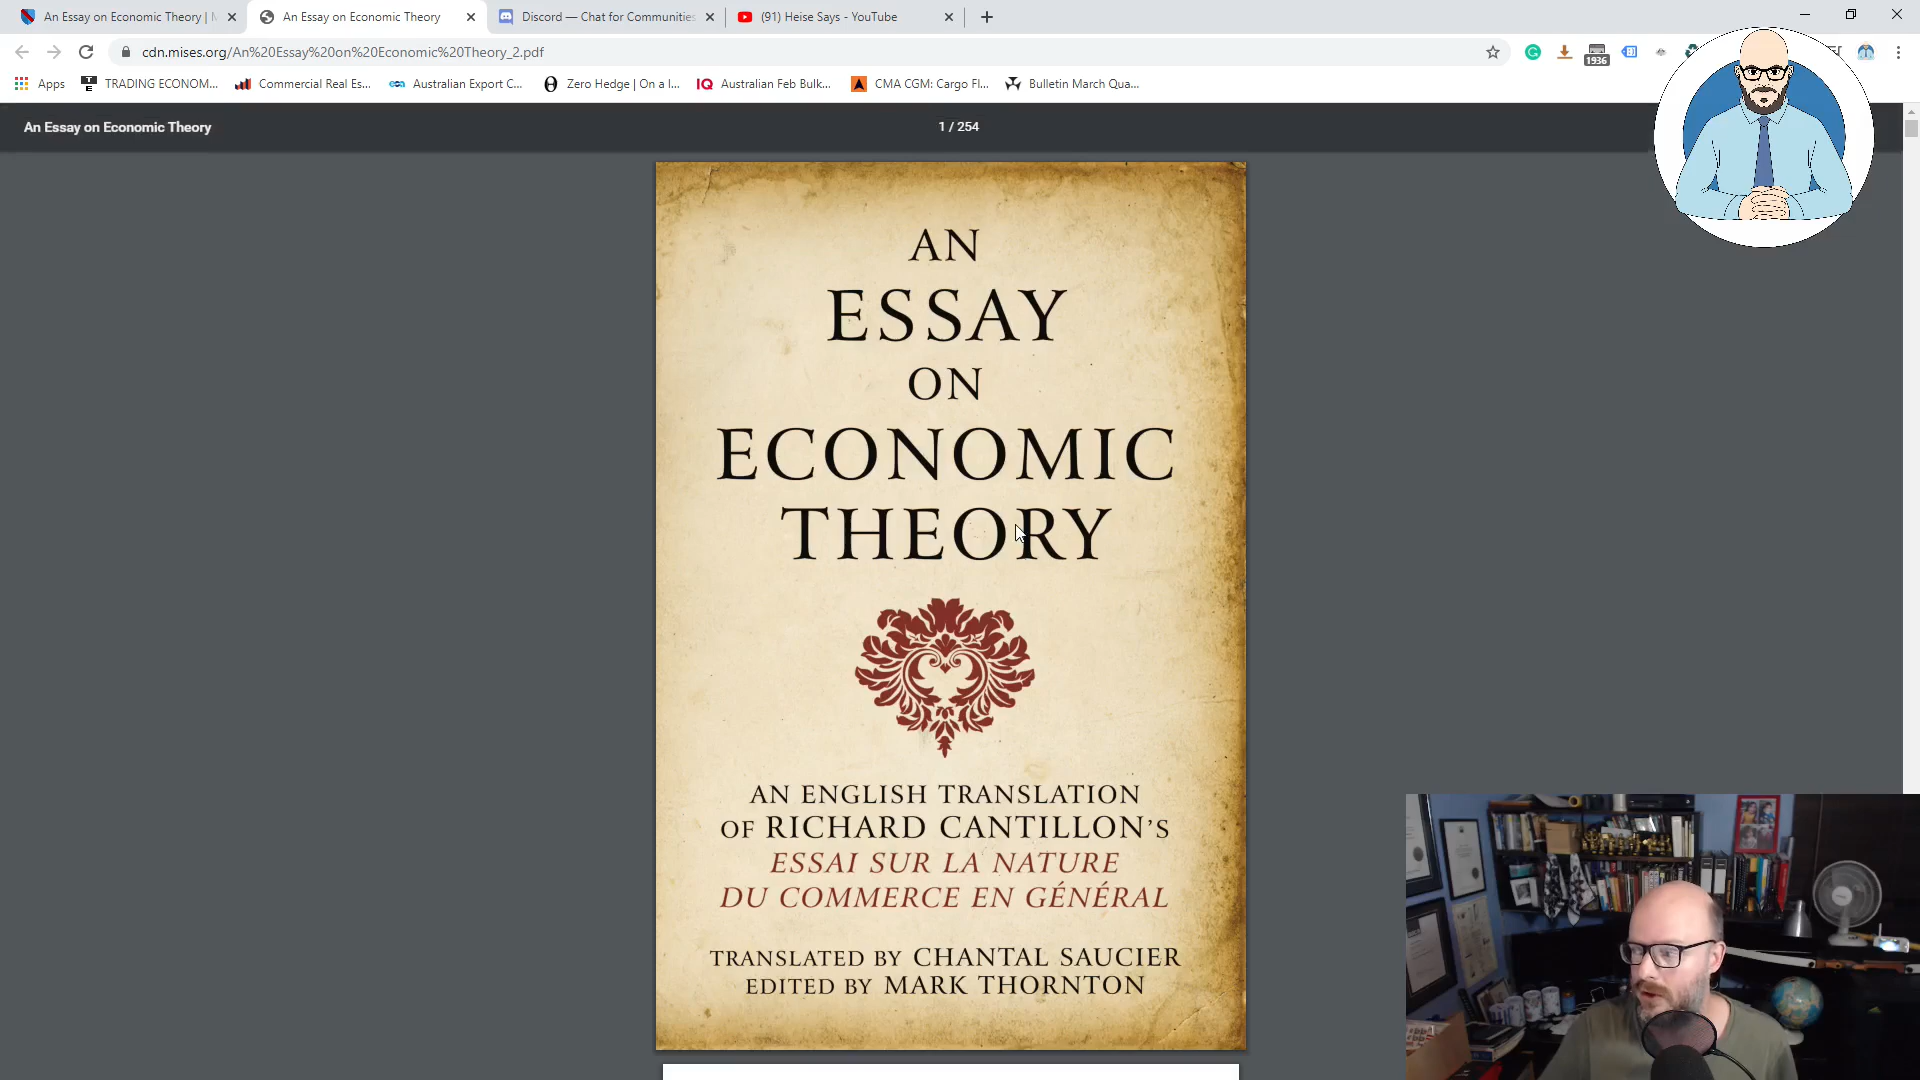 An Essay on Economic Theory |
An Essay on Economic Theory
Discord — Chat for Communities
(91) Heise Says - YouTube
cdn.mises.org/An%20Essay%20on%20Economic%20Theory_2.pdf
1936
Apps
TRADING ECONOM...
Commercial Real Es...
Australian Export C...
Zero Hedge | On a l...
IQ
Australian Feb Bulk...
CMA CGM: Cargo Fl...
Bulletin March Qua...
An Essay on Economic Theory
1 / 254
AN
ESSAY
ON
ECONOMIC
THEORY
AN ENGLISH TRANSLATION
OF RICHARD CANTILLON'S
ESSAI SUR LA NATURE
DU COMMERCE EN GÉNÉRAL
TRANSLATED BY CHANTAL SAUCIER
EDITED BY MARK THORNTON